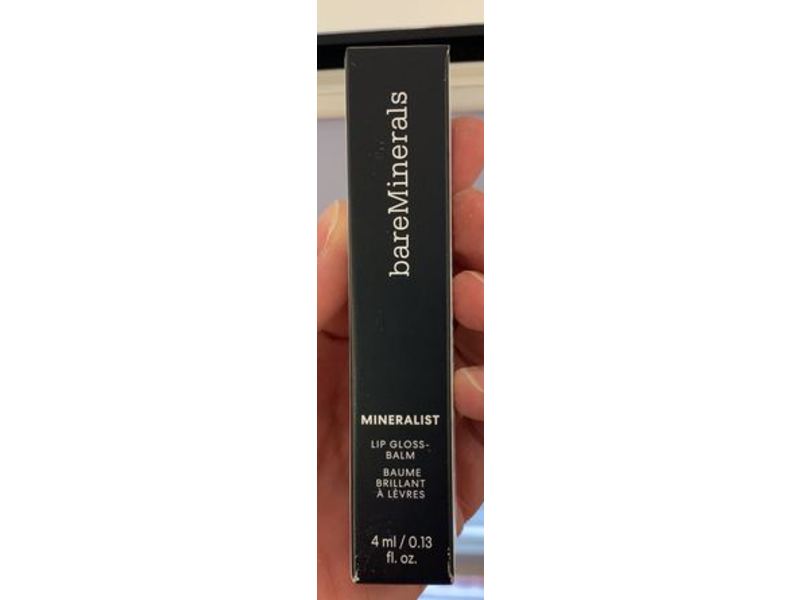 bareMinerals
MINERALIST
LIP GLOSS-
BALM
BAUME
BRILLANT
À LÈVRES
4 ml / 0.13
fl. oz.